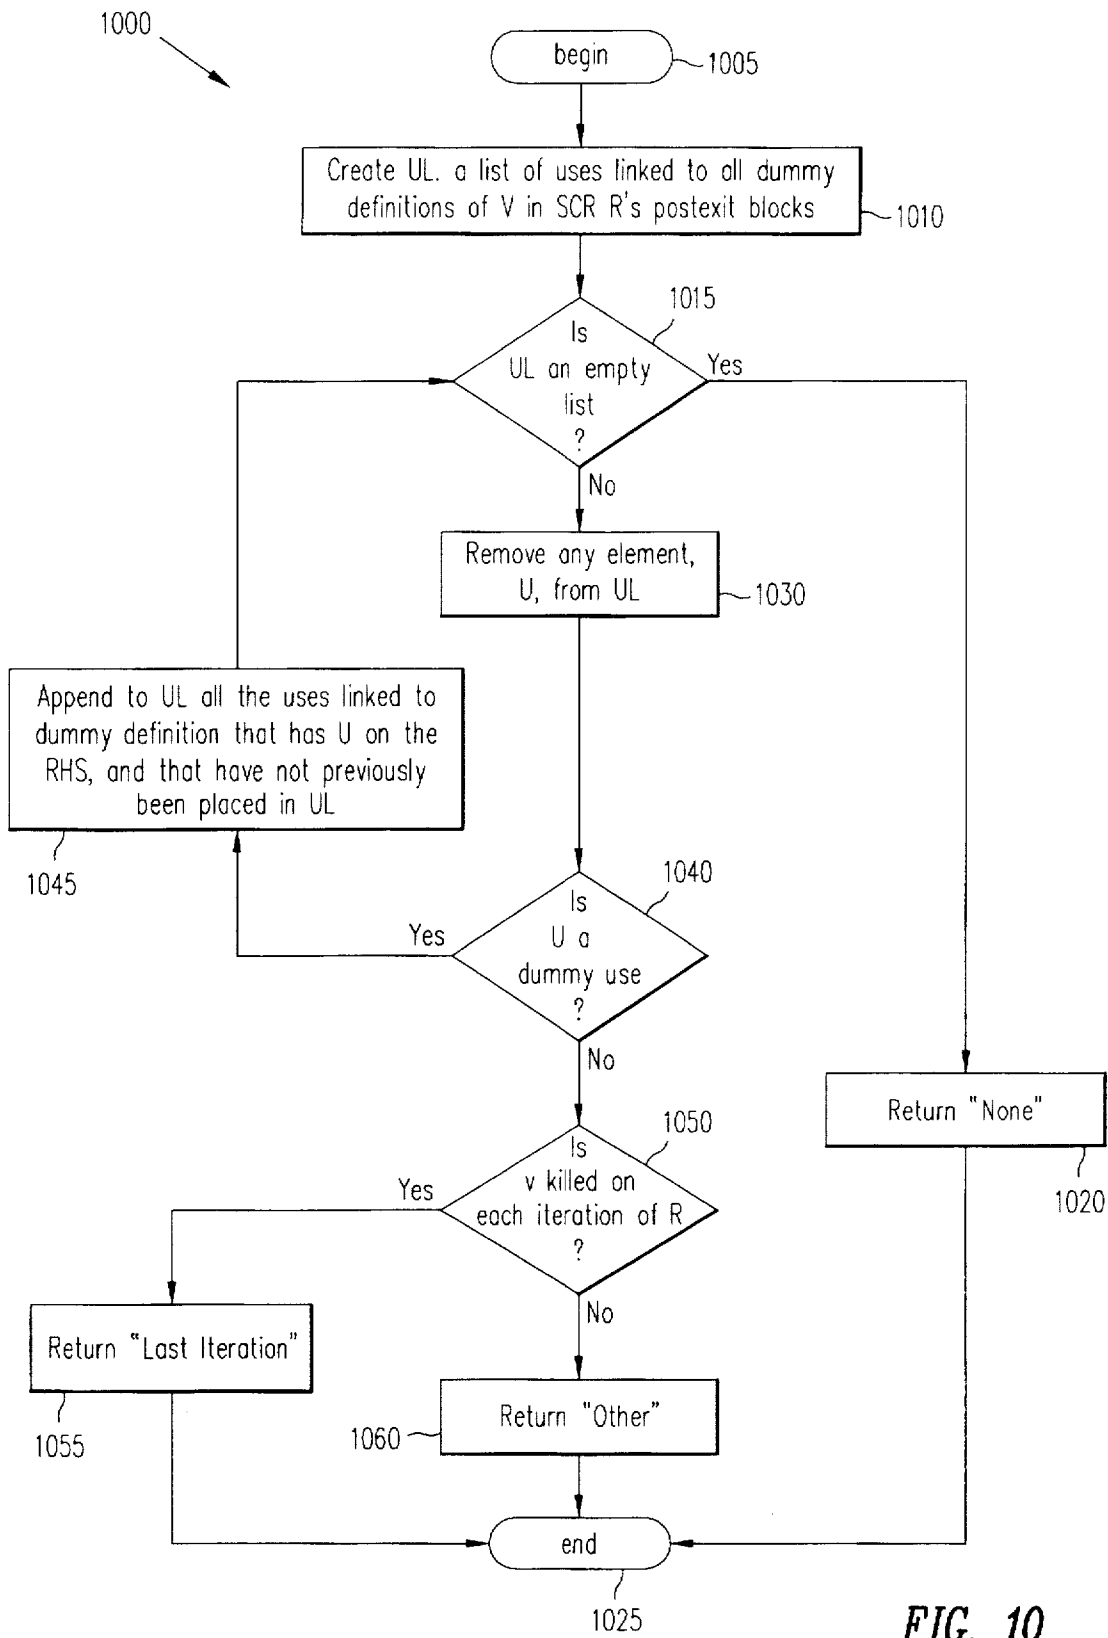 1000
begin
1005
Create UL. a list of uses linked to all dummy
definitions of V in SCR R's postexit blocks
1010
1015
Is
UL an empty
list
?
Yes
No
Remove any element,
U, from UL
1030
Append to UL all the uses linked to
dummy definition that has U on the
RHS, and that have not previously
been placed in UL
1045
1040
Is
U a
dummy use
?
Yes
No
1050
Is
v killed on
each iteration of R
?
Yes
No
Return "None"
1020
Return "Last Iteration"
1055
Return "Other"
1060
end
1025
FIG. 10